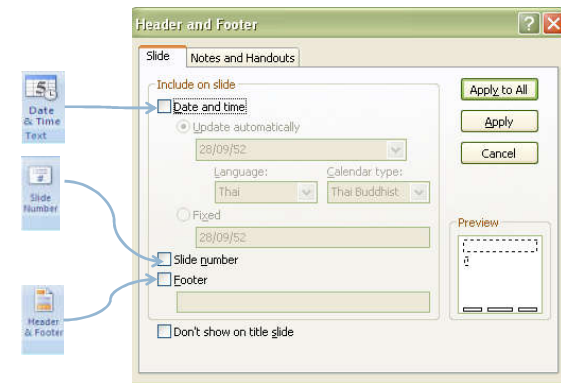 Header and Footer
Slide
Notes and Handouts
Include on slide
Date and time
Update automatically
28/09/52
Language:
Calendar type:
Thai
Thai Buddhist
Fixed
28/09/52
Slide number
Footer
Don't show on title slide
Apply to All
Apply
Cancel
Preview
5
Date
& Time
Text
#
Slide
Number
Header
& Footer